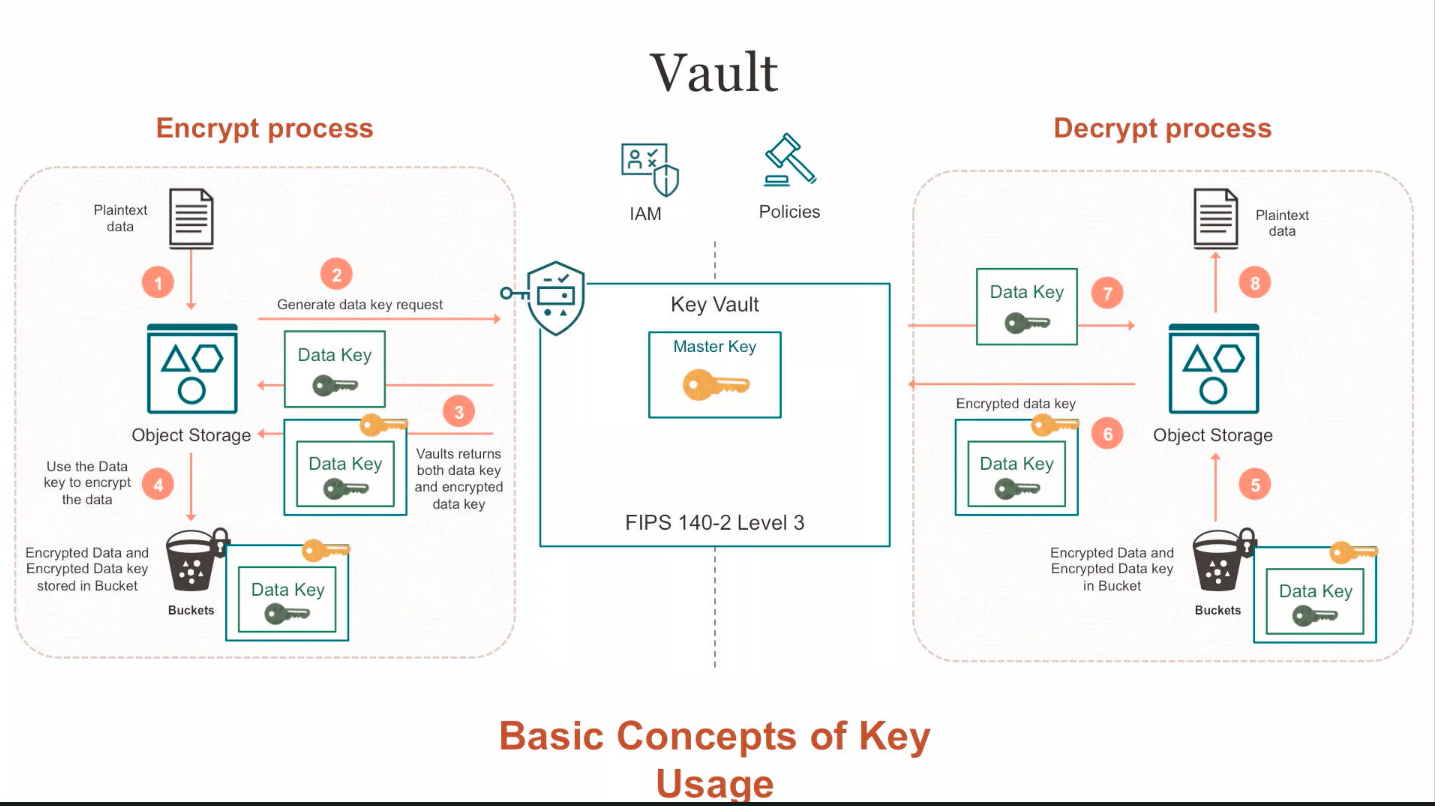 Vault
Encrypt process
Decrypt process
IAM
Policies
Plaintext
data
1
2
Generate data key request
Data Key
Object Storage
3
Data Key
Vaults returns
both data key
and encrypted
data key
Use the Data
key to encrypt
the data
4
Encrypted Data and
Encrypted Data key
stored in Bucket
Buckets
Data Key
Key Vault
Master Key
FIPS 140-2 Level 3
Plaintext
data
8
Data Key
7
Object Storage
Encrypted data key
6
Data Key
5
Encrypted Data and
Encrypted Data key
in Bucket
Buckets
Data Key
Basic Concepts of Key
Usage